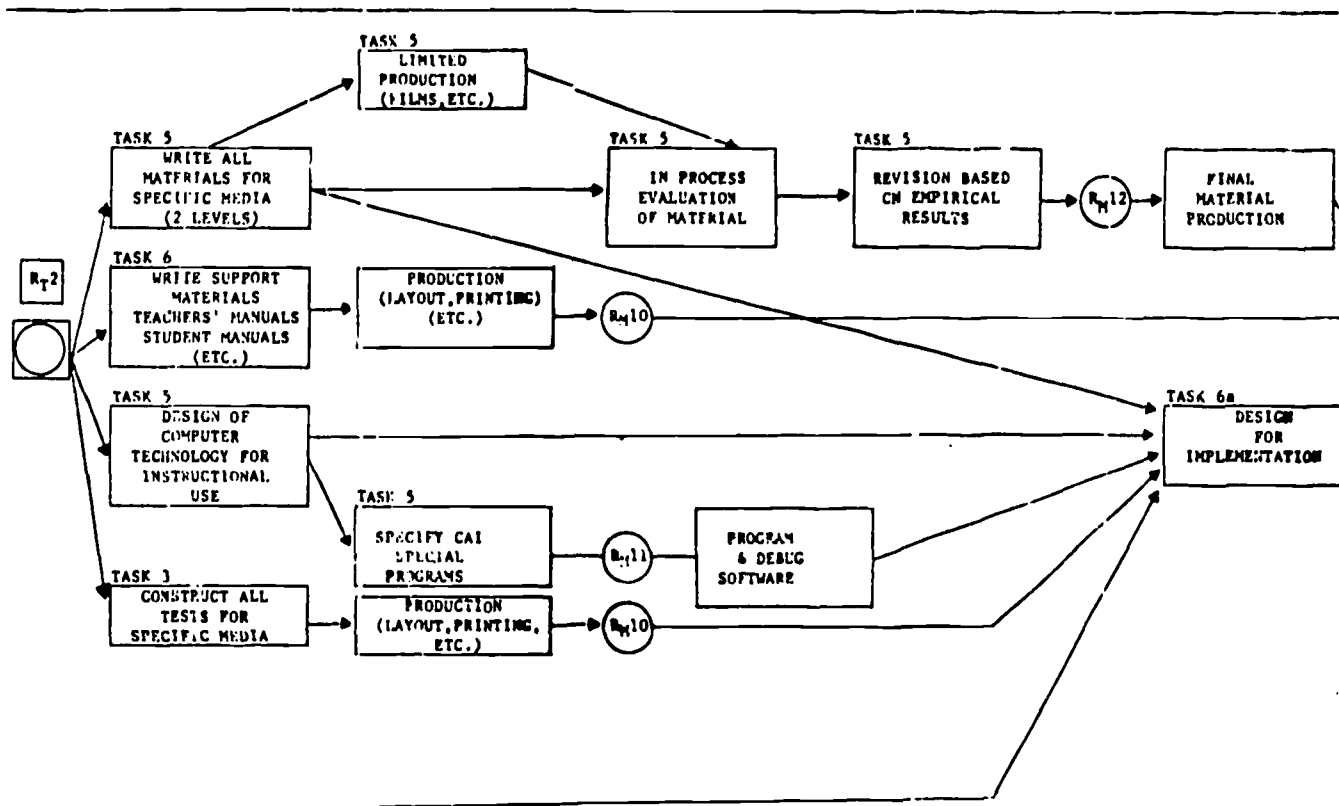 TASK 5
LIMITED
PRODUCTION
(FILMS, ETC.)
TASK 5
WRITE ALL
MATERIALS FOR
SPECIFIC MEDIA
(2 LEVELS)
TASK 5
IN PROCESS
EVALUATION
OF MATERIAL
TASK 5
REVISION BASED
ON EMPIRICAL
RESULTS
RM12
FINAL
MATERIAL
PRODUCTION
RT2
TASK 6
WRITE SUPPORT
MATERIALS
TEACHERS' MANUALS
STUDENT MANUALS
(ETC.)
PRODUCTION
(LAYOUT, PRINTING)
(ETC.)
RM10
TASK 5
DESIGN OF
COMPUTER
TECHNOLOGY FOR
INSTRUCTIONAL
USE
TASK 6a
DESIGN
FOR
IMPLEMENTATION
TASK 5
SPECIFY CAI
SPECIAL
PROGRAMS
RM11
PROGRAM
& DEBUG
SOFTWARE
TASK 3
CONSTRUCT ALL
TESTS FOR
SPECIFIC MEDIA
PRODUCTION
(LAYOUT, PRINTING,
ETC.)
RM10